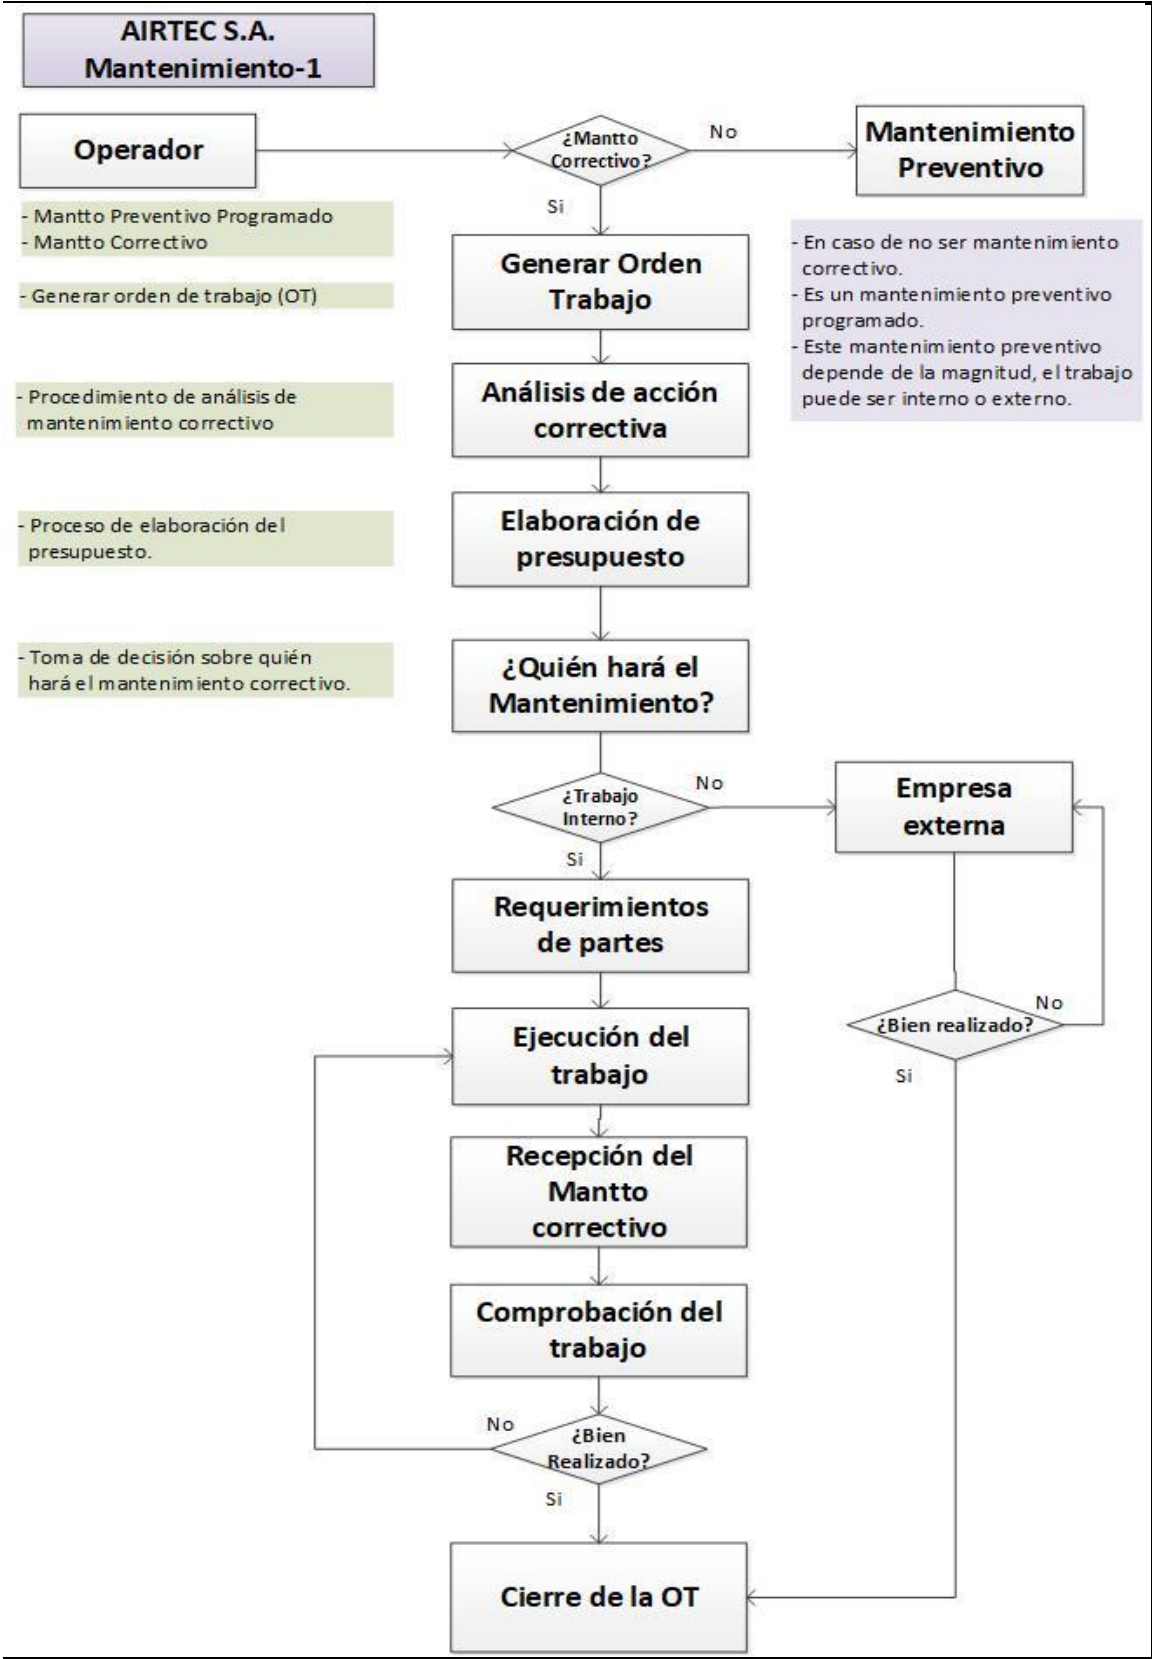 AIRTEC S.A.
Mantenimiento-1
Operador
¿Mantto
Correctivo?
No
Mantenimiento
Preventivo
Si
- Mantto Preventivo Programado
- Mantto Correctivo
- Generar orden de trabajo (OT)
Generar Orden
Trabajo
- En caso de no ser mantenimiento
correctivo.
- Es un mantenimiento preventivo
programado.
- Este mantenimiento preventivo
depende de la magnitud, el trabajo
puede ser interno o externo.
- Procedimiento de análisis de
mantenimiento correctivo
Análisis de acción
correctiva
- Proceso de elaboración del
presupuesto.
Elaboración de
presupuesto
- Toma de decisión sobre quién
hará el mantenimiento correctivo.
¿Quién hará el
Mantenimiento?
¿Trabajo
Interno?
No
Empresa
externa
Si
Requerimientos
de partes
¿Bien realizado?
No
Si
Ejecución del
trabajo
Recepción del
Mantto
correctivo
Comprobación del
trabajo
No
¿Bien
Realizado?
Si
Cierre de la OT